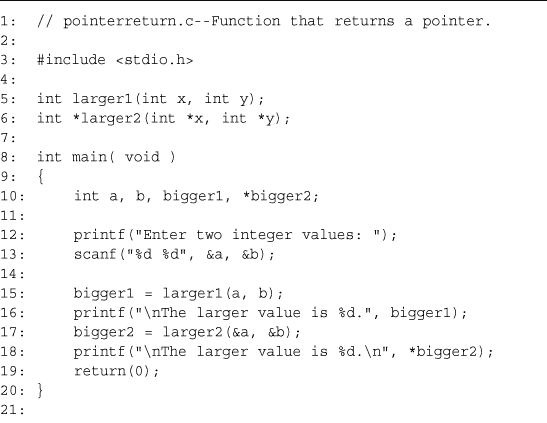 1: // pointerreturn.c--Function that returns a pointer.
2:
3: #include <stdio.h>
4:
5: int larger1(int x, int y);
6: int *larger2(int *x, int *y);
7:
8: int main( void )
9: {
10: int a, b, bigger1, *bigger2;
11:
12: printf("Enter two integer values: ");
13: scanf("%d %d", &a, &b);
14:
15: bigger1 = larger1(a, b);
16: printf("\nThe larger value is %d.", bigger1);
17: bigger2 = larger2(&a, &b);
18: printf("\nThe larger value is %d.\n", *bigger2);
19: return(0);
20: }
21: